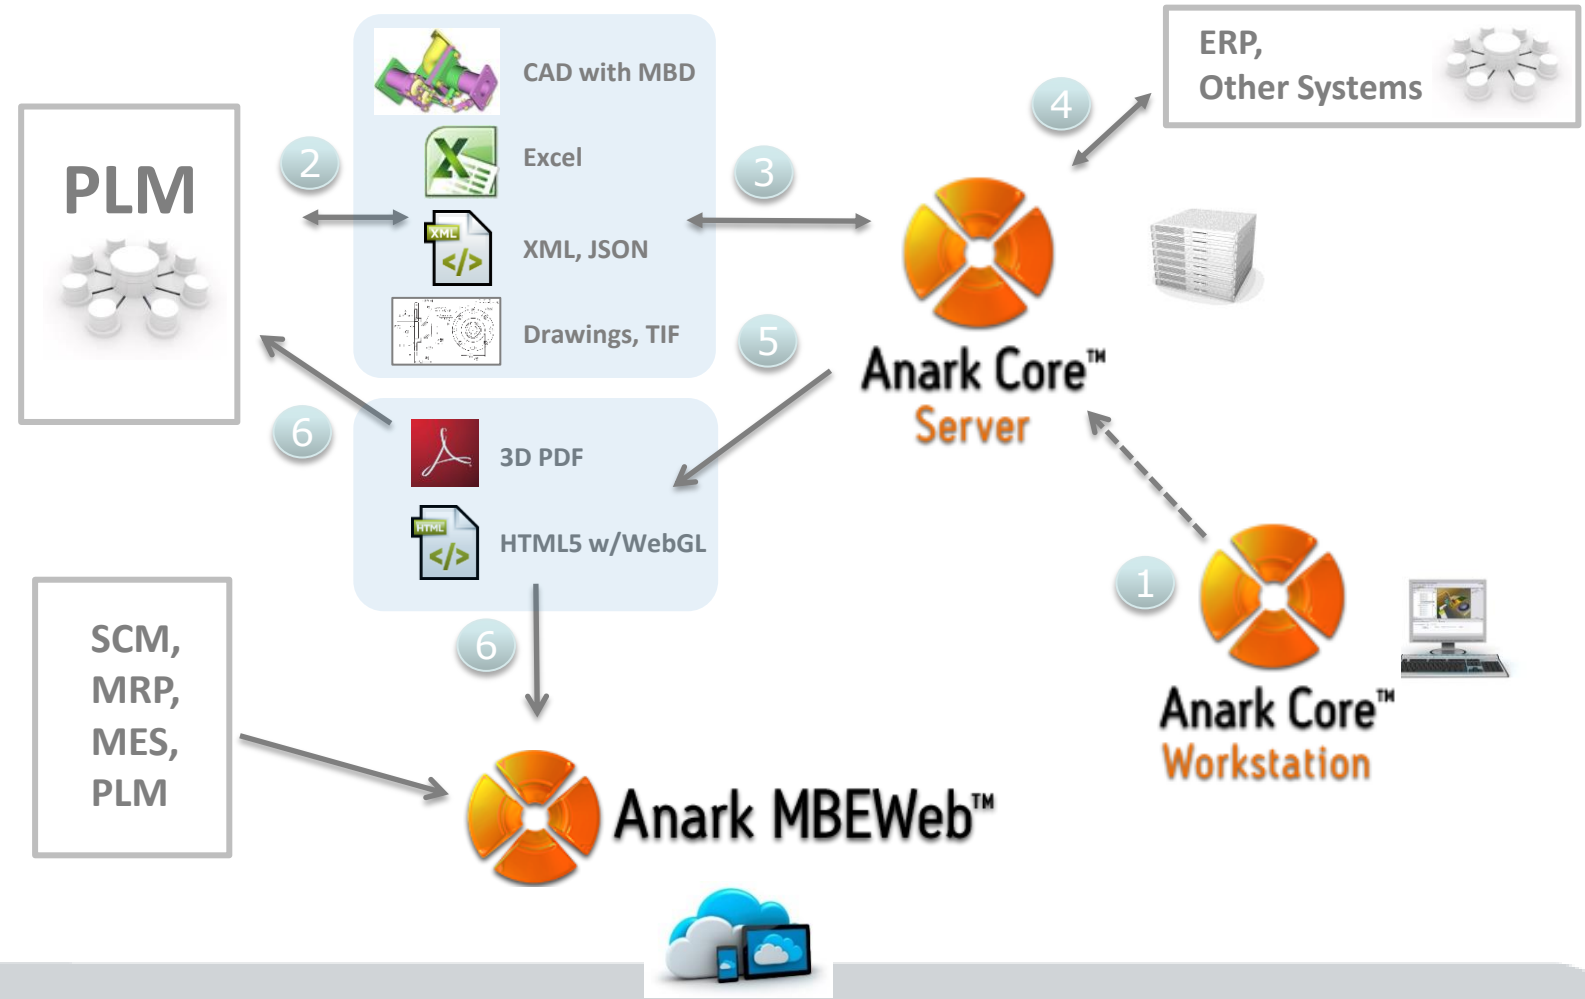 PLM
2
CAD with MBD
Excel
XML
XML, JSON
Drawings, TIF
3
4
ERP,
Other Systems
Anark Core™
Server
5
6
3D PDF
HTML
HTML5 w/WebGL
6
1
Anark Core™
Workstation
SCM,
MRP,
MES,
PLM
Anark MBEWeb™